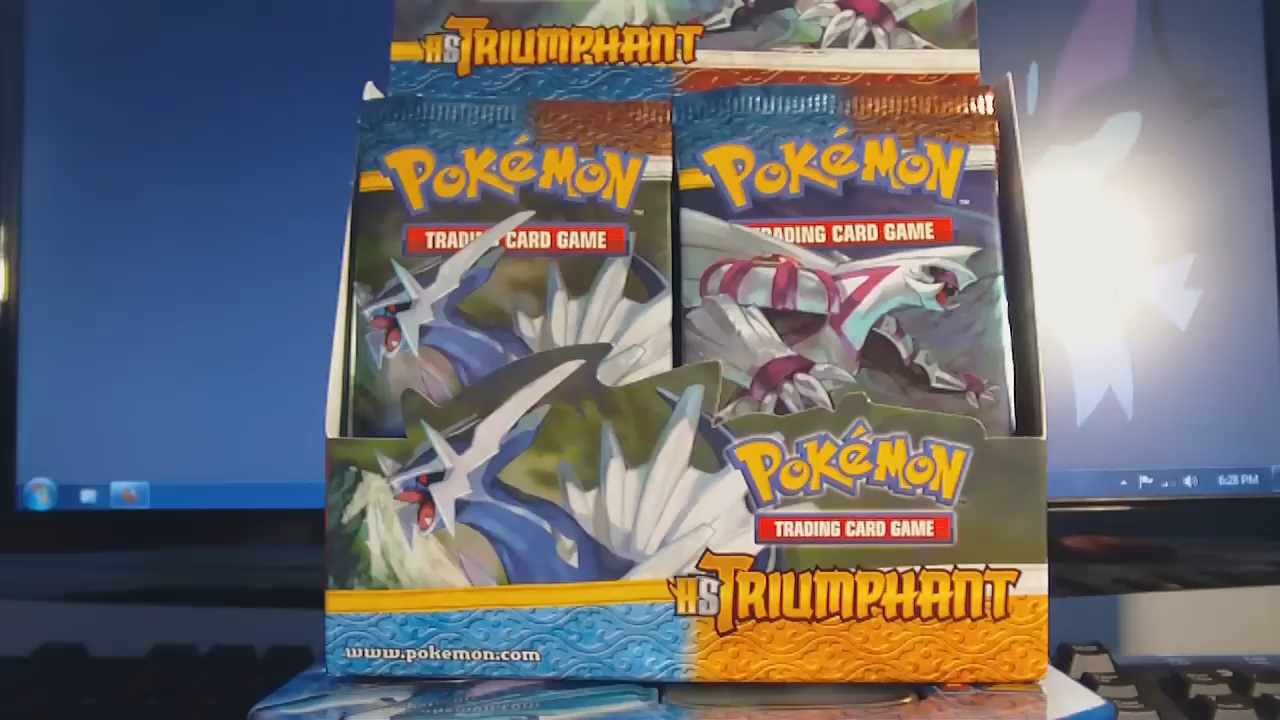 HS TRIUMPHANT
POKéMON
TRADING CARD GAME
POKéMON
TRADING CARD GAME
POKéMON
TRADING CARD GAME
HS TRIUMPHANT
www.pokemon.com
6:28 PM